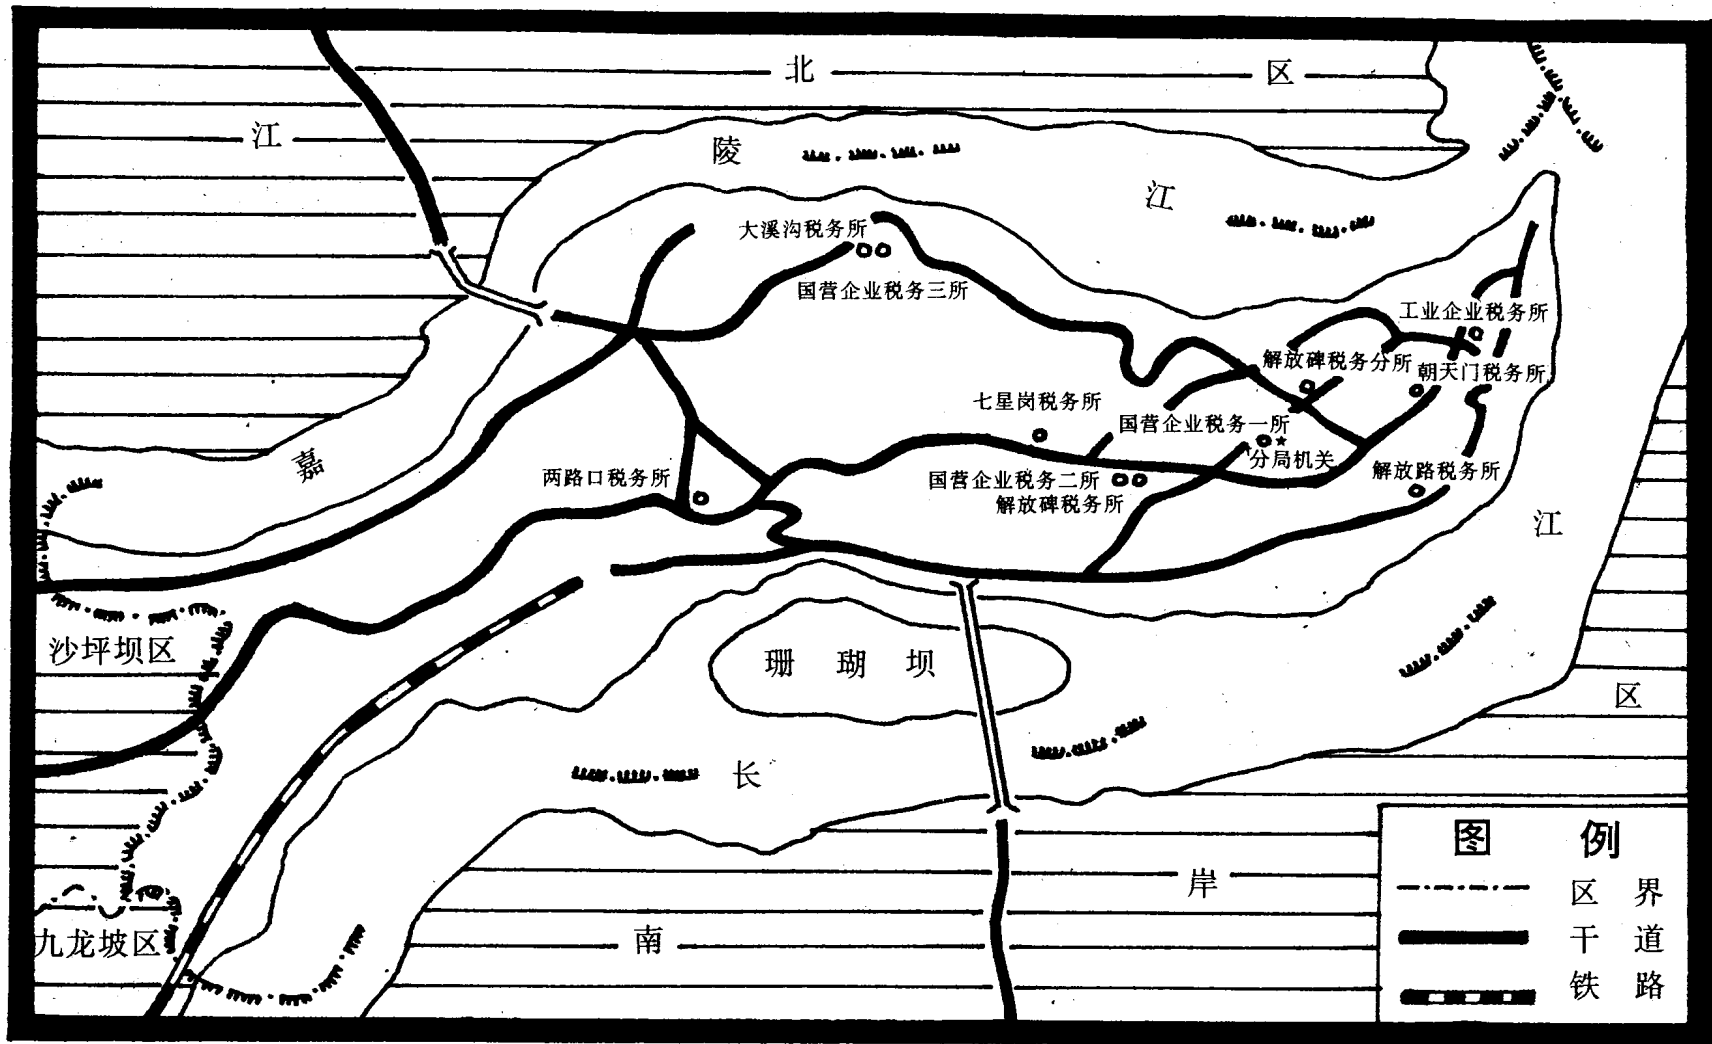 北 区
江
陵
江
大溪沟税务所
国营企业税务三所
工业企业税务所
解放碑税务分所
朝天门税务所
七星岗税务所
国营企业税务一所
分局机关
两路口税务所
国营企业税务二所
解放碑税务所
解放路税务所
嘉
江
沙坪坝区
珊瑚坝
区
长
岸
南
九龙坡区
图 例
区 界
干 道
铁 路